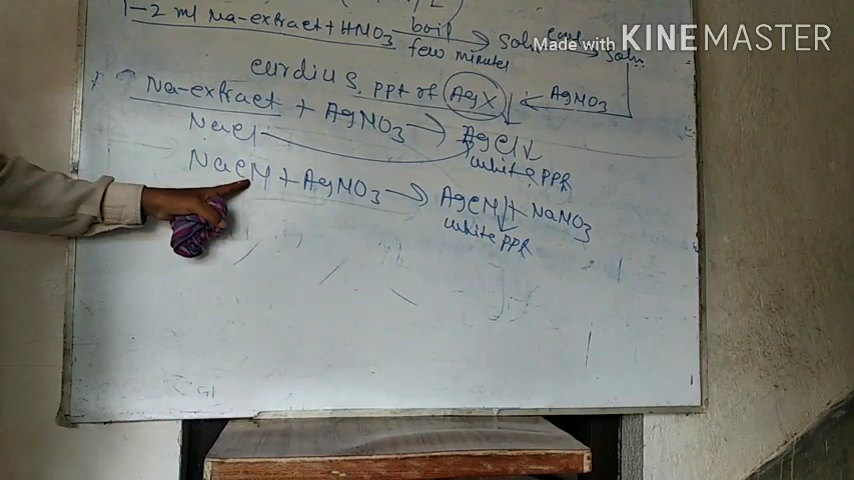 1-2 ml Na-extract + HNO3 boil few minutes → Soln cool → Soln
Made with KINEMASTER
curdius, ppt of AgX ↓ ← AgNO3
Na-extract + AgNO3 → AgCl↓
NaCl white ppt
NaCN + AgNO3 → AgCN↓ + NaNO3
white ppt